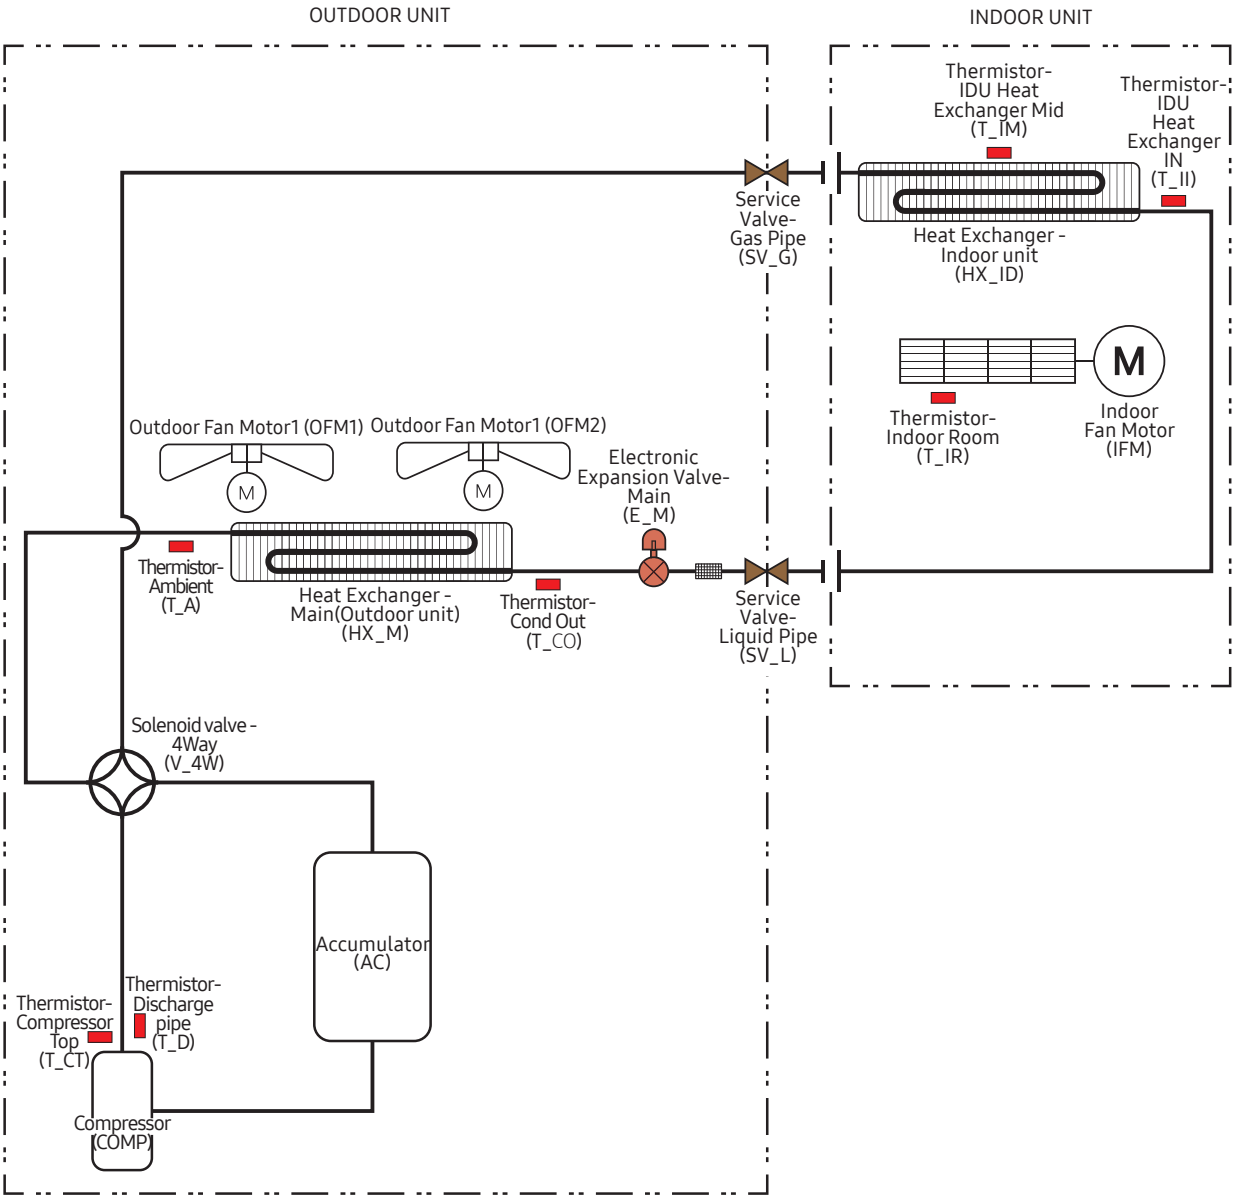 OUTDOOR UNIT
INDOOR UNIT
Thermistor-
IDU Heat
Exchanger Mid
(T_IM)
Thermistor-
IDU
Heat
Exchanger
IN
(T_II)
Service
Valve-
Gas Pipe
(SV_G)
Heat Exchanger -
Indoor unit
(HX_ID)
M
Thermistor-
Indoor Room
(T_IR)
Indoor
Fan Motor
(IFM)
Outdoor Fan Motor1 (OFM1)
M
Outdoor Fan Motor1 (OFM2)
M
Electronic
Expansion Valve-
Main
(E_M)
Thermistor-
Ambient
(T_A)
Heat Exchanger -
Main(Outdoor unit)
(HX_M)
Thermistor-
Cond Out
(T_CO)
Service
Valve-
Liquid Pipe
(SV_L)
Solenoid valve -
4Way
(V_4W)
Accumulator
(AC)
Thermistor-
Compressor
Top
(T_CT)
Thermistor-
Discharge
pipe
(T_D)
Compressor
(COMP)